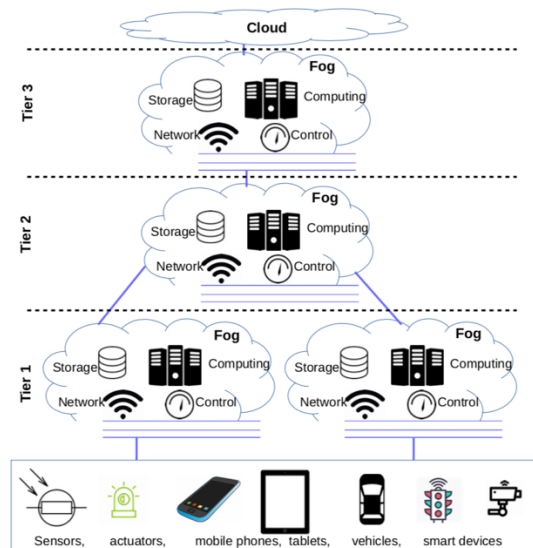 Cloud
Tier 3
Fog
Storage
Computing
Network
Control
Tier 2
Fog
Storage
Computing
Network
Control
Tier 1
Fog
Storage
Computing
Network
Control
Fog
Storage
Computing
Network
Control
Sensors, actuators, mobile phones, tablets, vehicles, smart devices